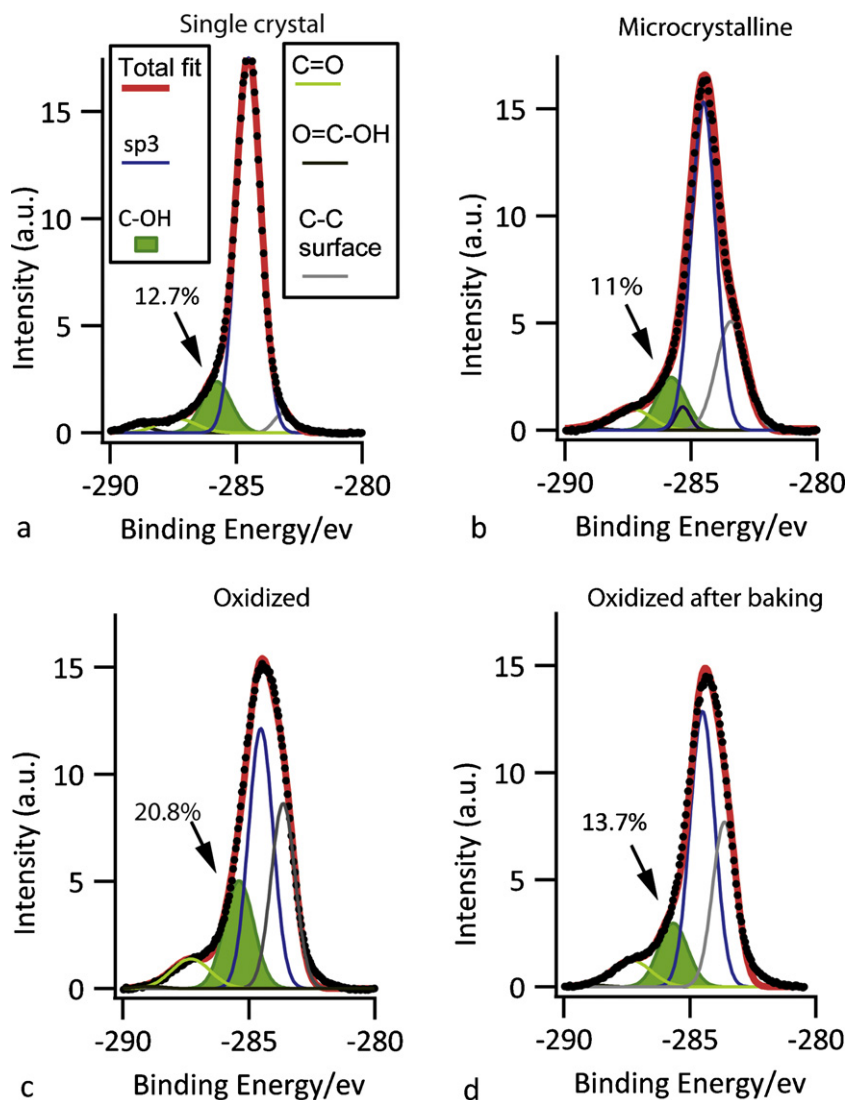 Single crystal
Total fit
sp3
C-OH
C=O
O=C-OH
C-C
surface
12.7%
15
10
5
0
Intensity (a.u.)
-290
-285
-280
Binding Energy/ev
a
Microcrystalline
11%
15
10
5
0
Intensity (a.u.)
-290
-285
-280
Binding Energy/ev
b
Oxidized
20.8%
15
10
5
0
Intensity (a.u.)
-290
-285
-280
Binding Energy/ev
c
Oxidized after baking
13.7%
15
10
5
0
Intensity (a.u.)
-290
-285
-280
Binding Energy/ev
d